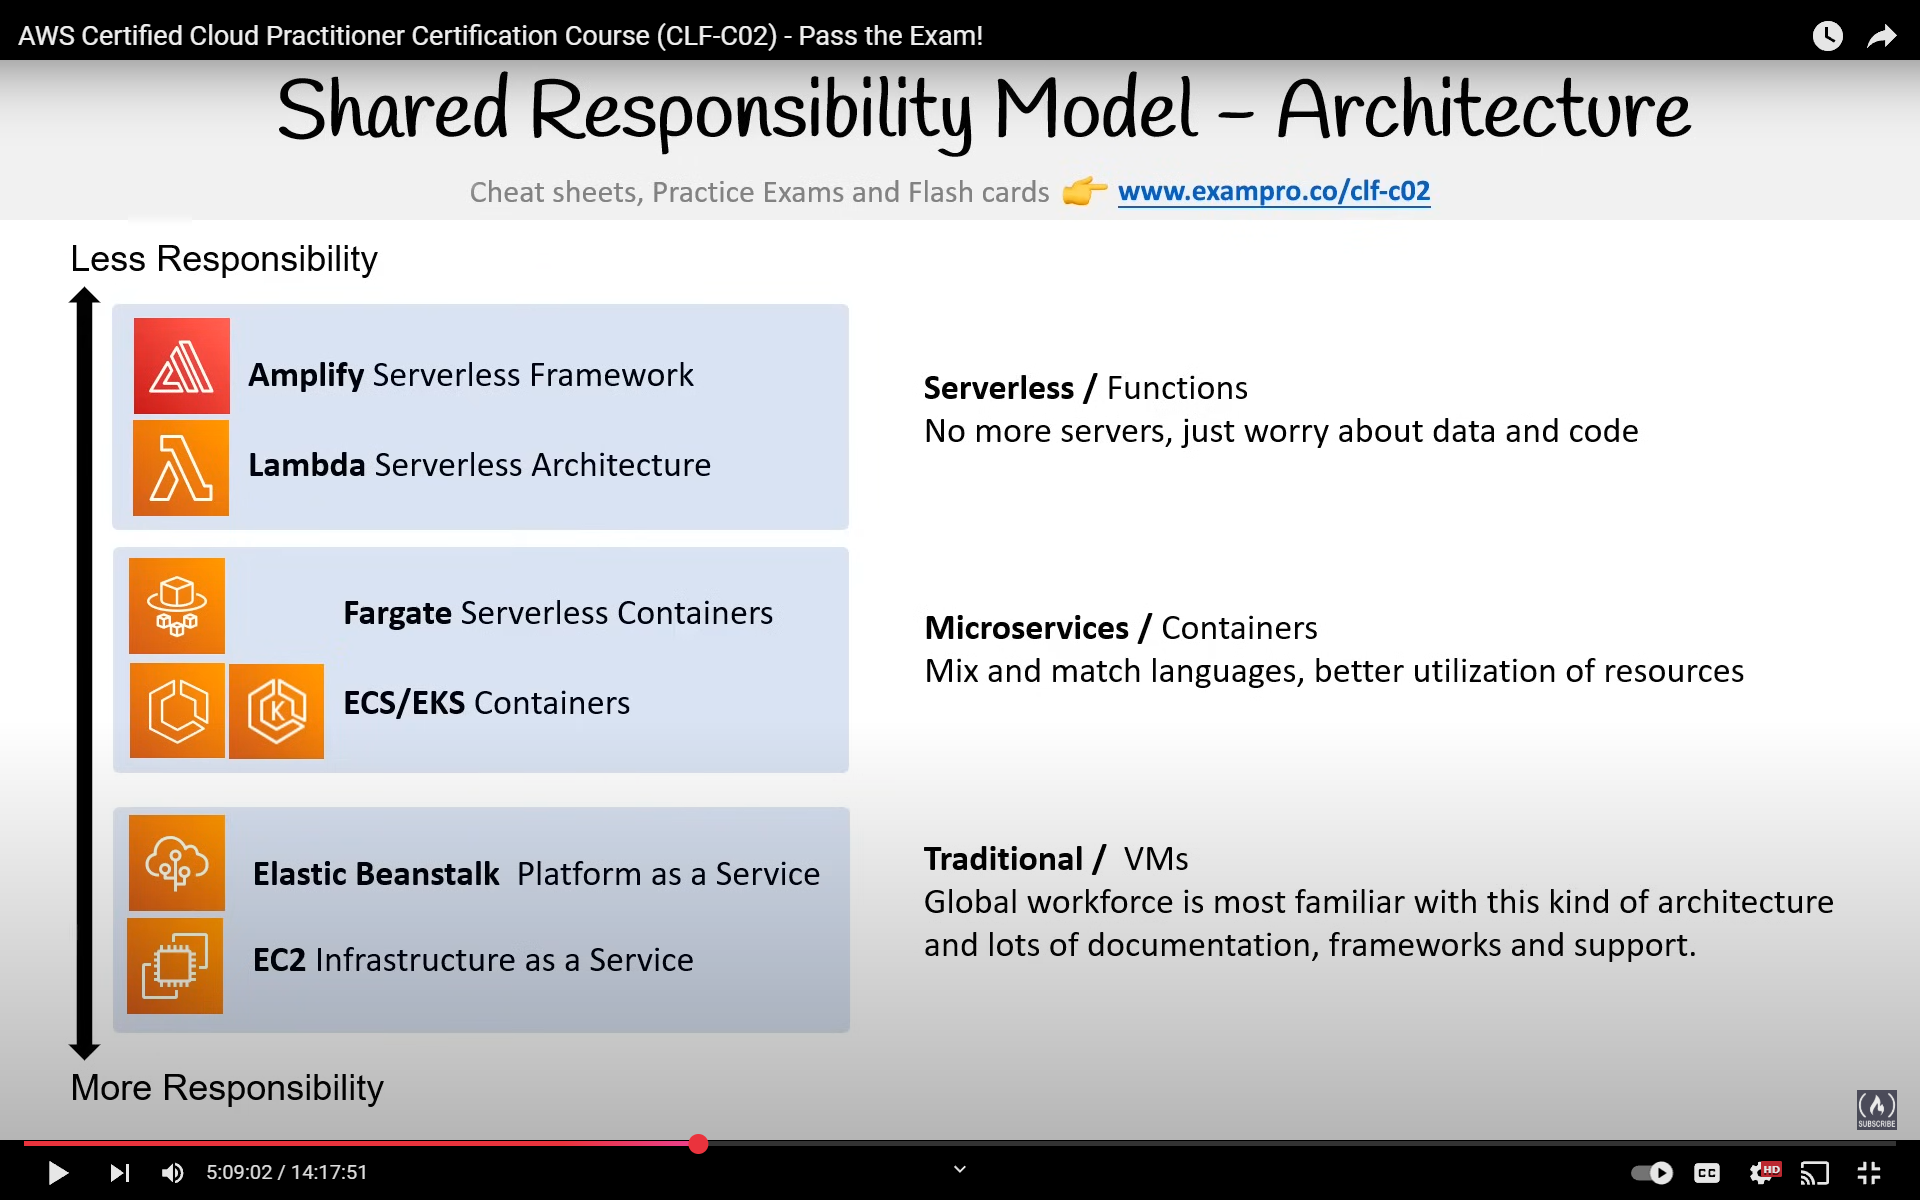 AWS Certified Cloud Practitioner Certification Course (CLF-C02) - Pass the Exam!
Shared Responsibility Model – Architecture
Cheat sheets, Practice Exams and Flash cards 👉 www.exampro.co/clf-c02
Less Responsibility
Amplify Serverless Framework
Lambda Serverless Architecture
Serverless / Functions
No more servers, just worry about data and code
Fargate Serverless Containers
K
ECS/EKS Containers
Microservices / Containers
Mix and match languages, better utilization of resources
Elastic Beanstalk  Platform as a Service
EC2 Infrastructure as a Service
Traditional /  VMs
Global workforce is most familiar with this kind of architecture
and lots of documentation, frameworks and support.
More Responsibility
SUBSCRIBE
5:09:02 / 14:17:51
CC
HD